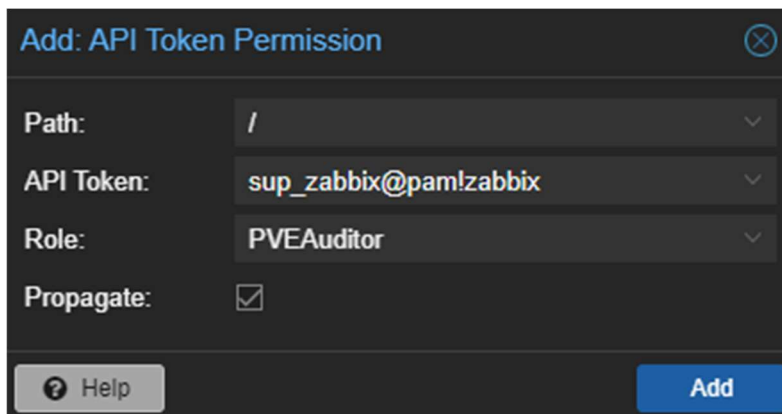 Add: API Token Permission
Path: /
API Token: sup_zabbix@pam!zabbix
Role: PVEAuditor
Propagate:
Help Add